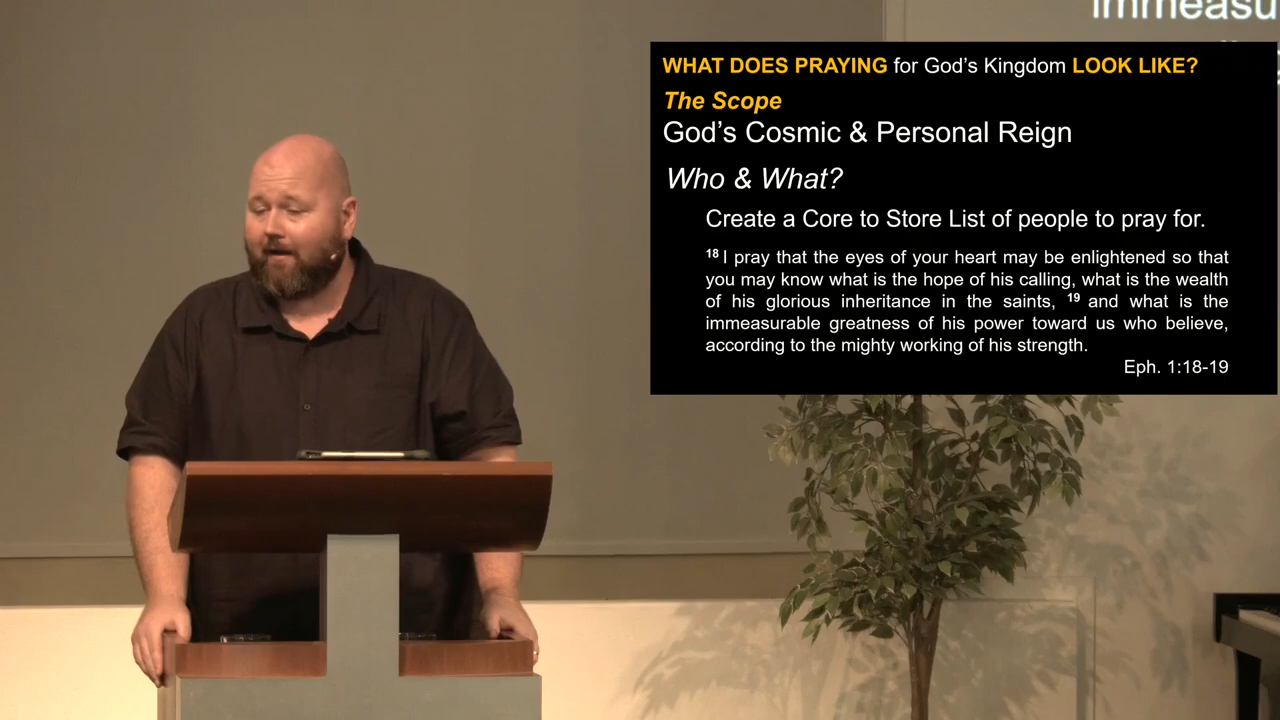 immeasu
WHAT DOES PRAYING for God's Kingdom LOOK LIKE?
The Scope
God's Cosmic & Personal Reign
Who & What?
Create a Core to Store List of people to pray for.
18 I pray that the eyes of your heart may be enlightened so that
you may know what is the hope of his calling, what is the wealth
of his glorious inheritance in the saints, 19 and what is the
immeasurable greatness of his power toward us who believe,
according to the mighty working of his strength.
Eph. 1:18-19